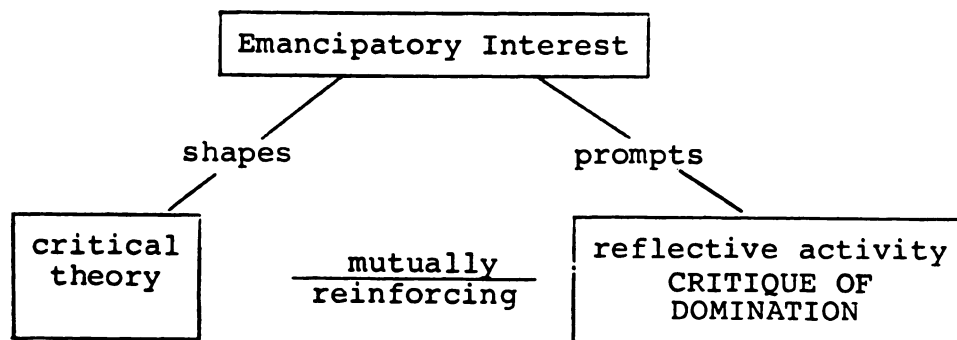 Emancipatory Interest
shapes
prompts
critical
theory
mutually
reinforcing
reflective activity
CRITIQUE OF
DOMINATION